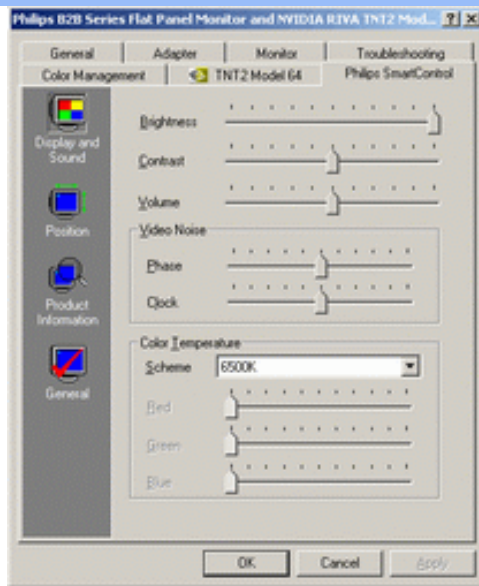 Philips B2B Series Flat Panel Monitor and NVIDIA RIVA TNT2 Mod...
General Adapter Monitor Troubleshooting
Color Management TNT2 Model 64 Philips SmartControl
Display and
Sound
Position
Product
Information
General
Brightness
Contrast
Volume
Video Noise
Phase
Clock
Color Temperature
Scheme 6500K
Red
Green
Blue
OK Cancel Apply